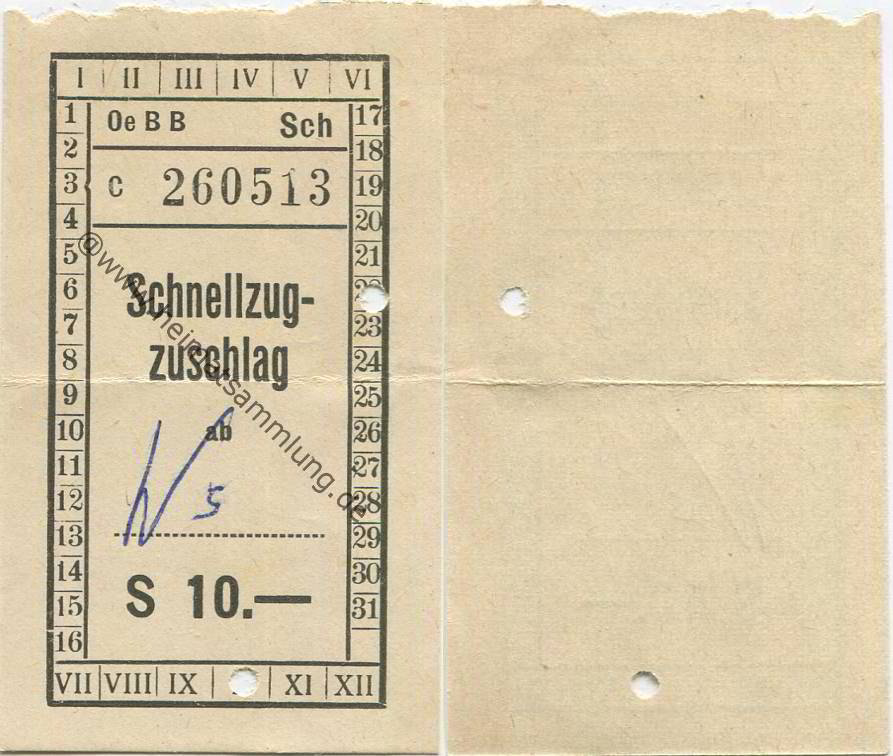 I II III IV V VI
1 2 3 4 5 6 7 8 9 10 11 12 13 14 15 16
Oe B B Sch
C 260513
Schnellzug-
zuschlag
ab
W 5
S 10.—
17 18 19 20 21 23 24 25 26 27 28 29 30 31
VII VIII IX XI XII
@www.heimatsammlung.de